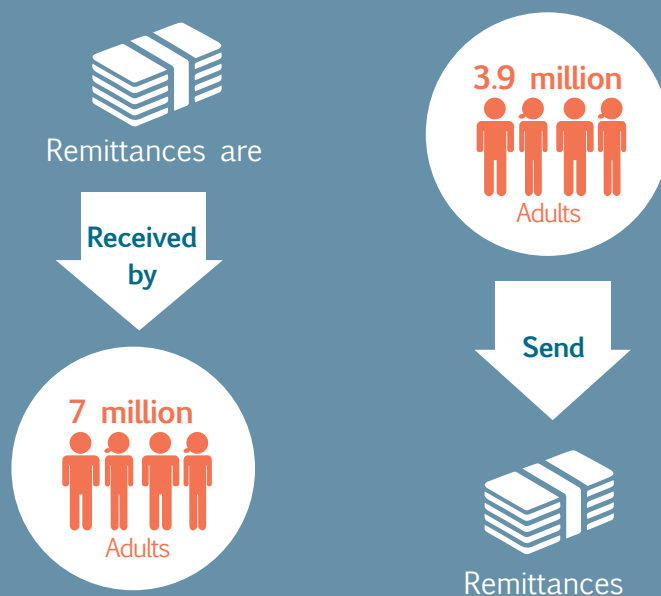 Remittances are
Received
by
7 million
Adults
3.9 million
Adults
Send
Remittances